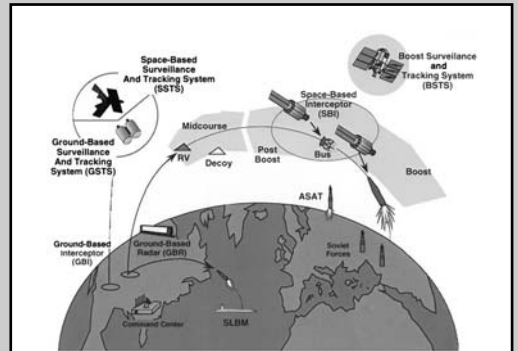 Space-Based
Surveillance
And Tracking System
(SSTS)
Ground-Based
Surveillance
And Tracking
System (GSTS)
Boost Surveilance
and
Tracking System
(BSTS)
Space-Based
Interceptor
(SBI)
Midcourse
Post
Boost
Bus
RV
Decoy
Boost
ASAT
Ground-Based
Interceptor
(GBI)
Ground-Based
Radar (GBR)
Soviet
Forces
Command Center
SLBM